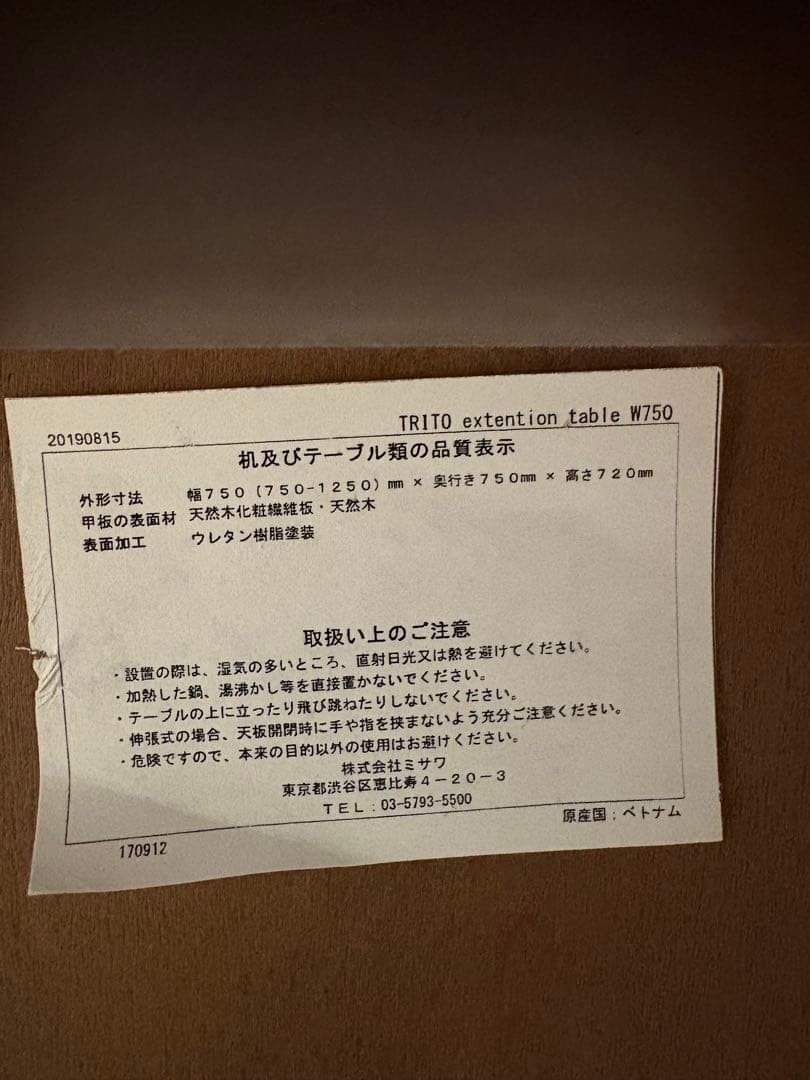 20190815
TRITO extention table W750
机及びテーブル類の品質表示
外形寸法 幅750(750-1250)mm × 奥行き750mm × 高さ720mm
甲板の表面材 天然木化粧繊維板・天然木
表面加工 ウレタン樹脂塗装
取扱い上のご注意
・設置の際は、湿気の多いところ、直射日光又は熱を避けてください。
・加熱した鍋、湯沸かし等を直接置かないでください。
・テーブルの上に立ったり飛び跳ねたりしないでください。
・伸張式の場合、天板開閉時に手や指を挟まないよう充分ご注意ください。
・危険ですので、本来の目的以外の使用はお避けください。
株式会社ミサワ
東京都渋谷区恵比寿4-20-3
TEL:03-5793-5500
原産国:ベトナム
170912